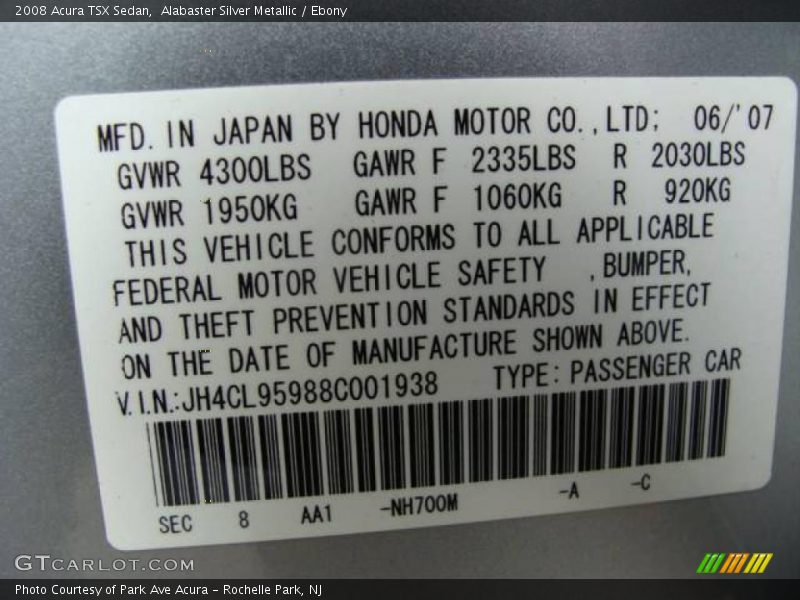 2008 Acura TSX Sedan,  Alabaster Silver Metallic / Ebony
MFD. IN JAPAN BY HONDA MOTOR CO.,LTD; 06/'07
GVWR 4300LBS GAWR F 2335LBS R 2030LBS
GVWR 1950KG GAWR F 1060KG R 920KG
THIS VEHICLE CONFORMS TO ALL APPLICABLE
FEDERAL MOTOR VEHICLE SAFETY ,BUMPER,
AND THEFT PREVENTION STANDARDS IN EFFECT
ON THE DATE OF MANUFACTURE SHOWN ABOVE.
V.I.N.:JH4CL95988C001938 TYPE:PASSENGER CAR
SEC 8 AA1 -NH700M -A -C
GTCARLOT.COM
Photo Courtesy of Park Ave Acura - Rochelle Park, NJ